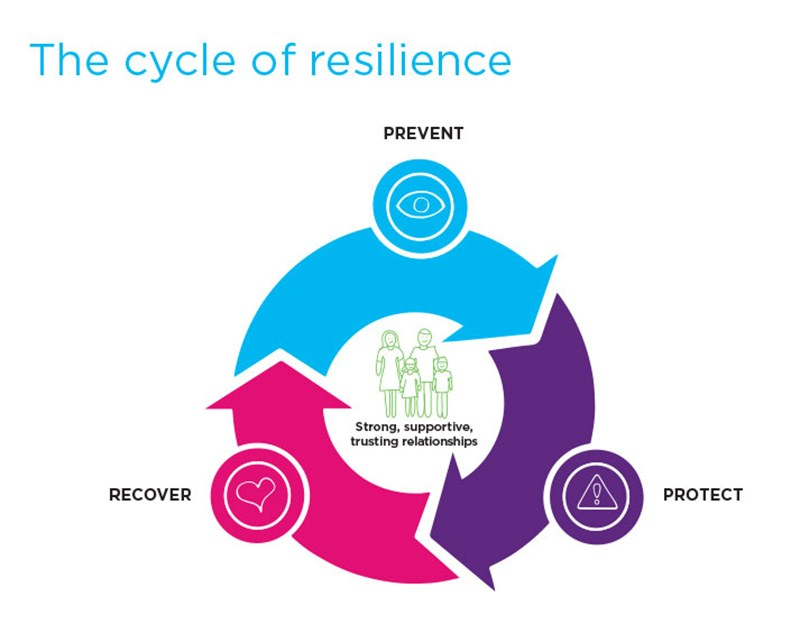 The cycle of resilience
PREVENT
Strong, supportive,
trusting relationships
RECOVER
PROTECT